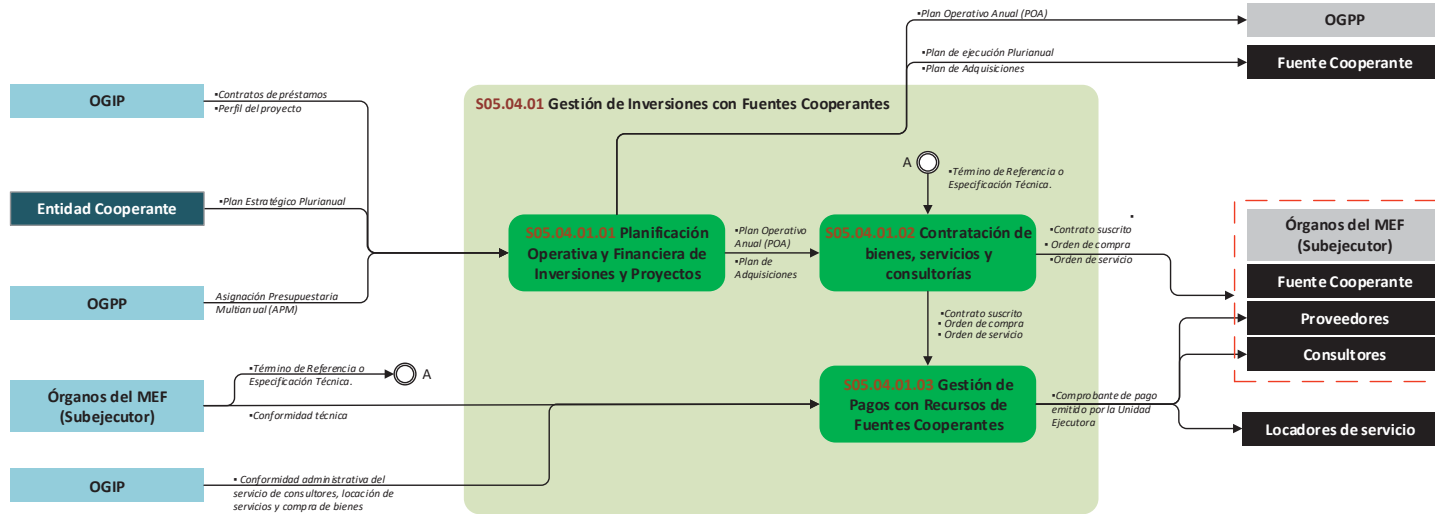 ▪Plan Operativo Anual (POA)
OGPP
▪Plan de ejecución Plurianual
▪Plan de Adquisiciones
Fuente Cooperante
OGIP
▪Contratos de préstamos
▪Perfil del proyecto
S05.04.01 Gestión de Inversiones con Fuentes Cooperantes
A
▪Término de Referencia o
Especificación Técnica.
Entidad Cooperante
▪Plan Estratégico Plurianual
S05.04.01.01 Planificación
Operativa y Financiera de
Inversiones y Proyectos
▪Plan Operativo
Anual (POA)
▪Plan de
Adquisiciones
S05.04.01.02 Contratación de
bienes, servicios y
consultorías
▪
▪Contrato suscrito
▪ Orden de compra
▪Orden de servicio
Órganos del MEF
(Subejecutor)
Fuente Cooperante
Proveedores
Consultores
OGPP
Asignación Presupuestaria
Multianual (APM)
▪Contrato suscrito
▪ Orden de compra
▪ Orden de servicio
Órganos del MEF
(Subejecutor)
▪Término de Referencia o
Especificación Técnica.
A
▪Conformidad técnica
S05.04.01.03 Gestión de
Pagos con Recursos de
Fuentes Cooperantes
▪Comprobante de pago
emitido por la Unidad
Ejecutora
Locadores de servicio
OGIP
▪ Conformidad administrativa del
servicio de consultores, locación de
servicios y compra de bienes